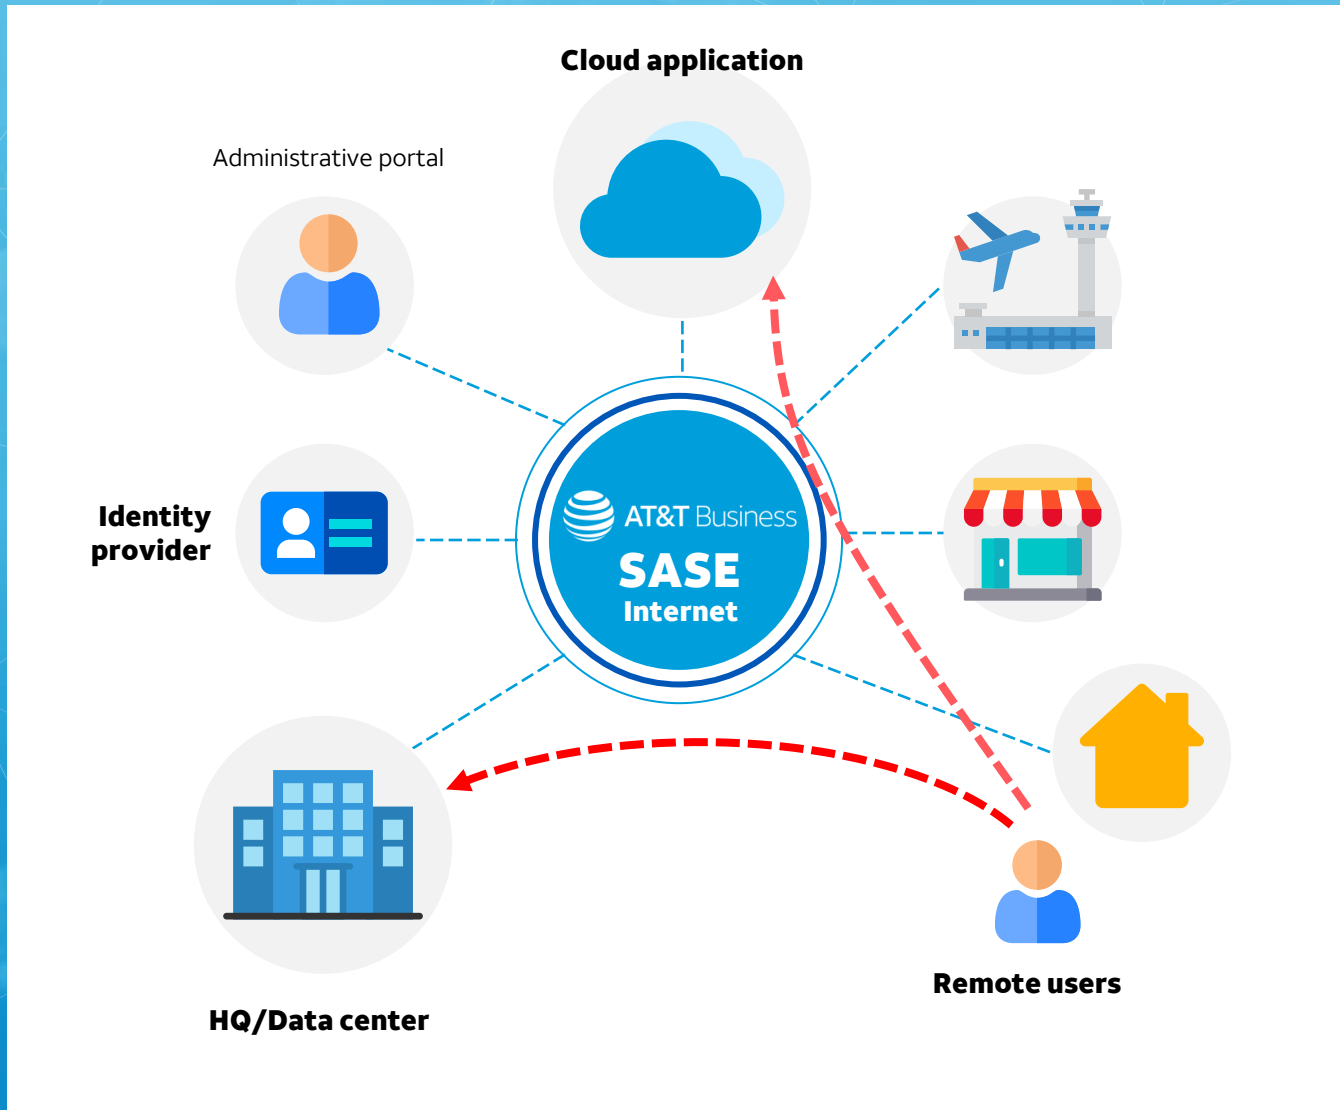 Cloud application
Administrative portal
Identity
provider
AT&T Business
SASE
Internet
Remote users
HQ/Data center